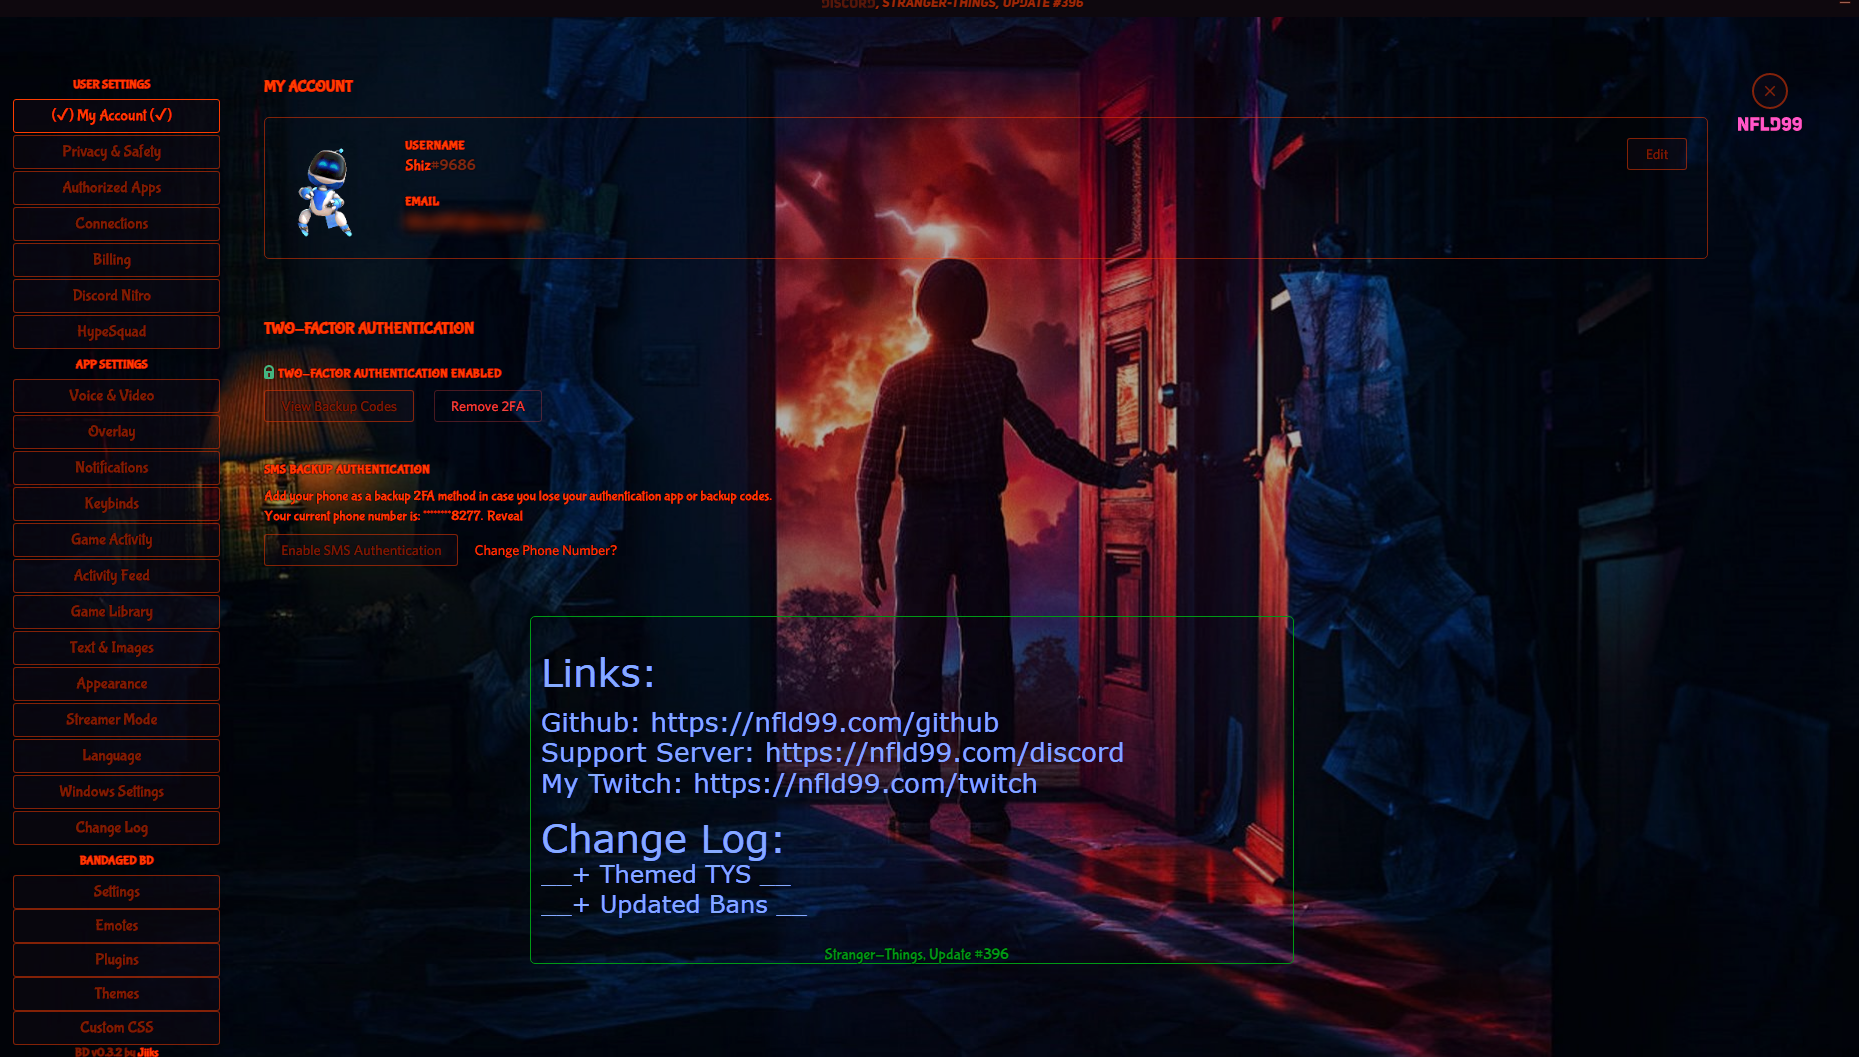 DISCORD, STRANGER-THINGS, UPDATE #396
USER SETTINGS
(✓) My Account (✓)
Privacy & Safety
Authorized Apps
Connections
Billing
Discord Nitro
HypeSquad
APP SETTINGS
Voice & Video
Overlay
Notifications
Keybinds
Game Activity
Activity Feed
Game Library
Text & Images
Appearance
Streamer Mode
Language
Windows Settings
Change Log
BANDAGED BD
Settings
Emotes
Plugins
Themes
Custom CSS
BD v0.3.2 by Jiiks
MY ACCOUNT
USERNAME
Shiz#9686
EMAIL
Edit
NFLD99
TWO-FACTOR AUTHENTICATION
TWO-FACTOR AUTHENTICATION ENABLED
View Backup Codes
Remove 2FA
SMS BACKUP AUTHENTICATION
Add your phone as a backup 2FA method in case you lose your authentication app or backup codes.
Your current phone number is: ********8277. Reveal
Enable SMS Authentication
Change Phone Number?
Links:
Github: https://nfld99.com/github
Support Server: https://nfld99.com/discord
My Twitch: https://nfld99.com/twitch
Change Log:
__+ Themed TYS __
__+ Updated Bans __
Stranger-Things, Update #396